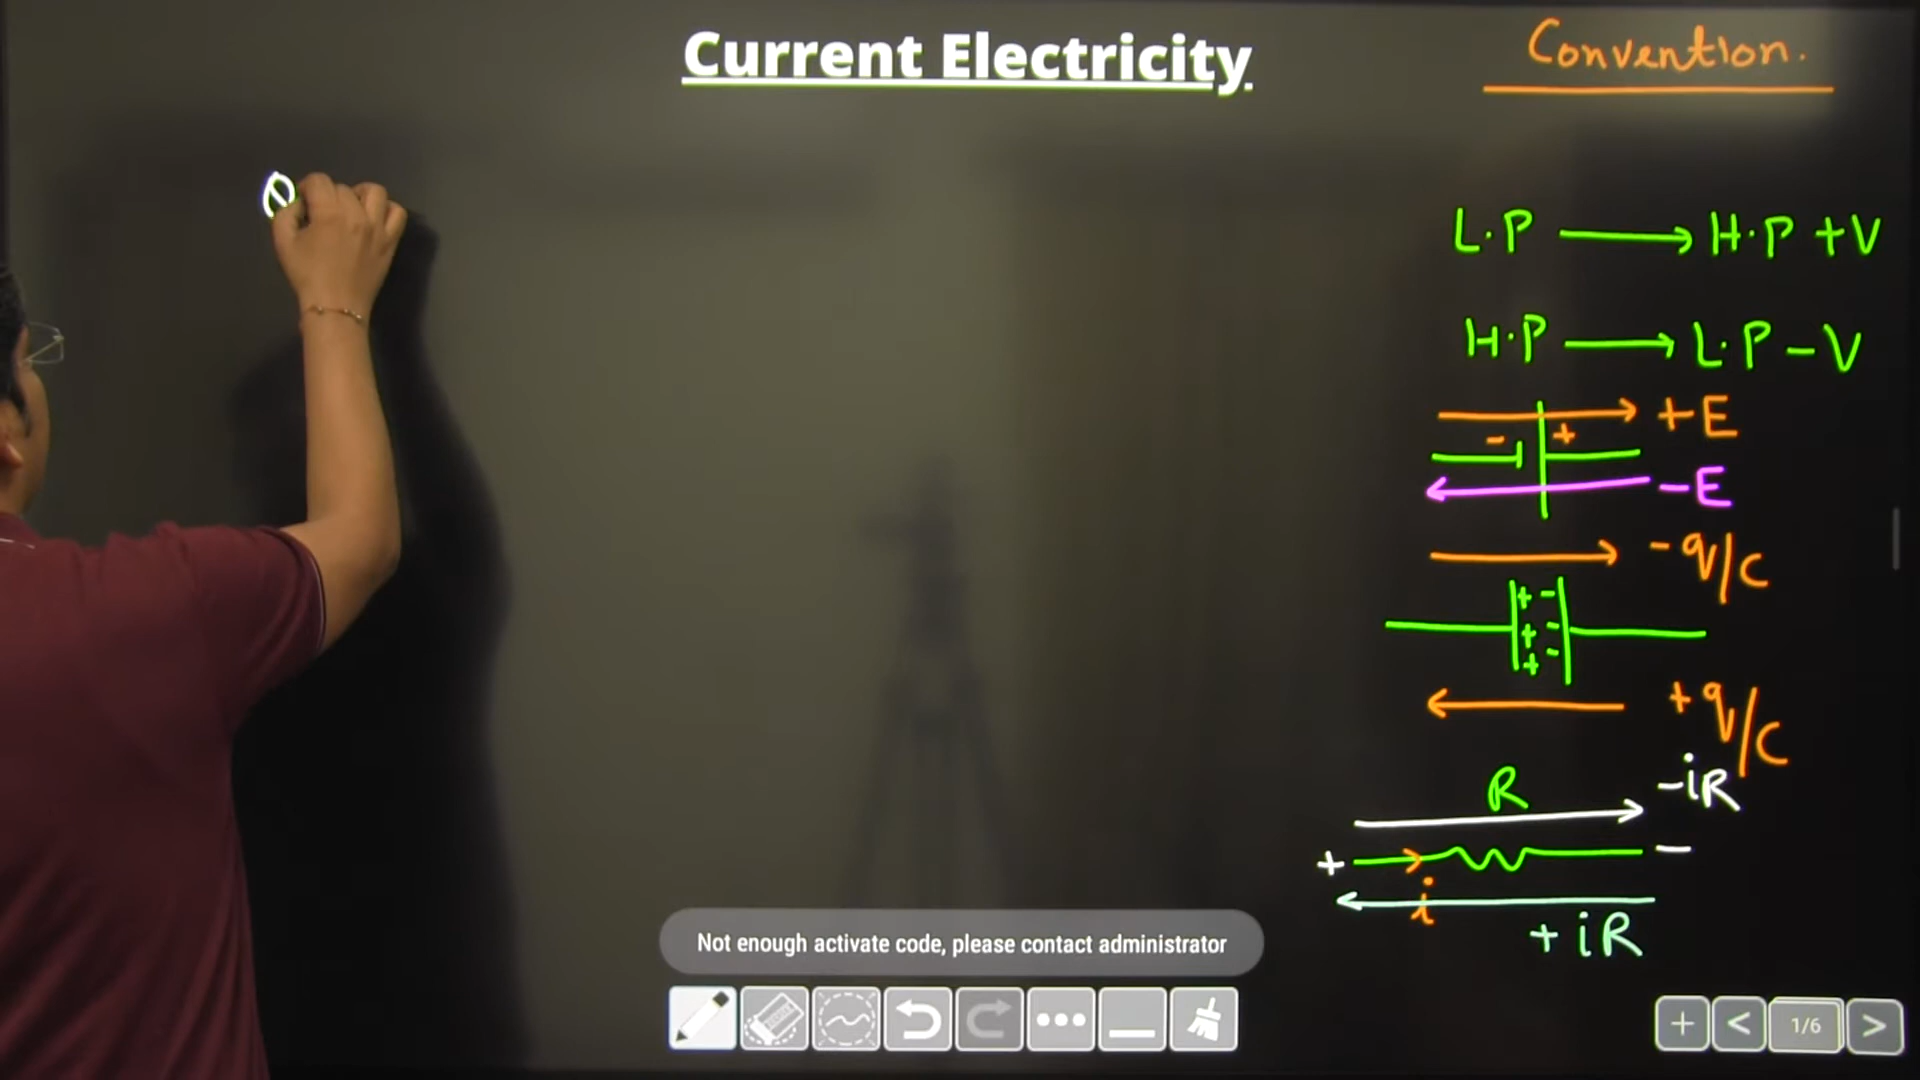 Current Electricity
Convention.
L.P → H.P +V
H.P → L.P - V
+E
- +
-E
- q/C
+ -
+ -
+ -
+ q/C
R
-iR
+ -
i
+ iR
Not enough activate code, please contact administrator
+ < 1/6 >